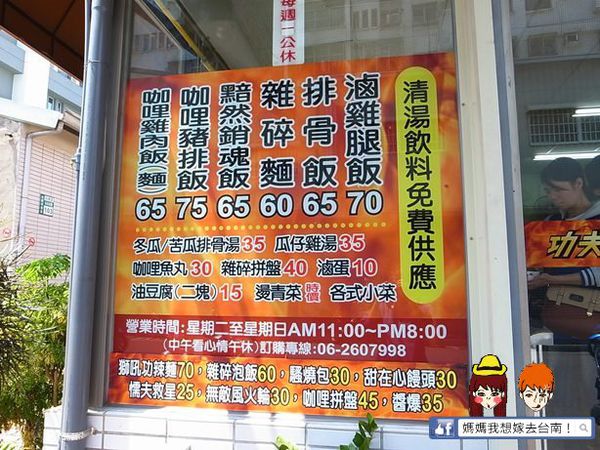 每週一公休
清湯飲料免費供應
滷雞腿飯 70
排骨飯 65
雜碎麵 60
黯然銷魂飯 65
咖哩豬排飯 75
咖哩雞肉飯(麵) 65
冬瓜/苦瓜排骨湯35 瓜仔雞湯35
咖哩魚丸30 雜碎拼盤40 滷蛋10
油豆腐(二塊)15 燙青菜 時價 各式小菜
營業時間:星期二至星期日AM11:00~PM8:00
(中午看心情午休)訂購專線:06-2607998
獅吼功辣麵70,雜碎泡飯60,騷燒包30,甜在心饅頭30
懦夫救星25,無敵風火輪30,咖哩拼盤45,醬爆35
功夫
f 媽媽我想嫁去台南!